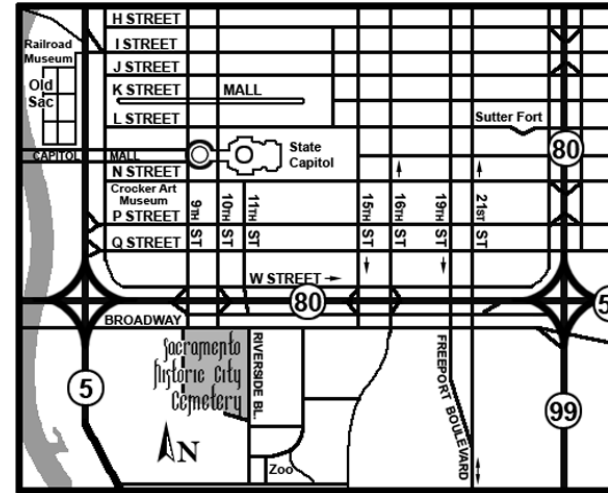 H STREET
I STREET
Railroad
Museum
J STREET
Old
Sac
K STREET
MALL
L STREET
Sutter Fort
80
State
Capitol
CAPITOL
MALL
N STREET
Crocker Art
Museum
P STREET
Q STREET
9TH ST
10TH ST
11TH ST
15TH ST
16TH ST
19TH ST
21ST ST
W STREET
80
5
BROADWAY
Sacramento
Historic City
Cemetery
RIVERSIDE BL.
FREEPORT BOULEVARD
5
99
N
Zoo